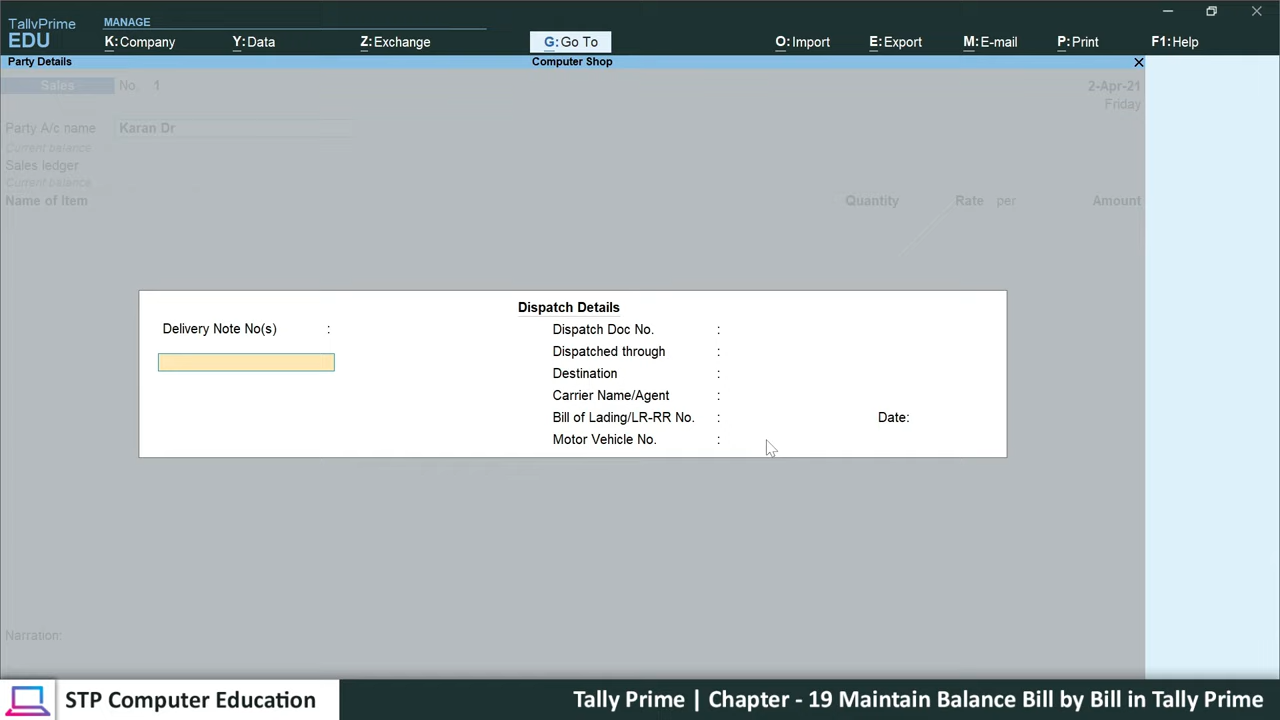 TallyPrime
EDU
MANAGE
K:Company
Y:Data
Z:Exchange
G:Go To
O:Import
E:Export
M:E-mail
P:Print
F1:Help
Party Details
Computer Shop
Sales
No. 1
2-Apr-21
Friday
Party A/c name
Karan Dr
Current balance
Sales ledger
Current balance
Name of Item
Quantity
Rate per
Amount
Dispatch Details
Delivery Note No(s) :
Dispatch Doc No. :
Dispatched through :
Destination :
Carrier Name/Agent :
Bill of Lading/LR-RR No. :
Date:
Motor Vehicle No. :
Narration:
STP Computer Education
Tally Prime | Chapter - 19 Maintain Balance Bill by Bill in Tally Prime